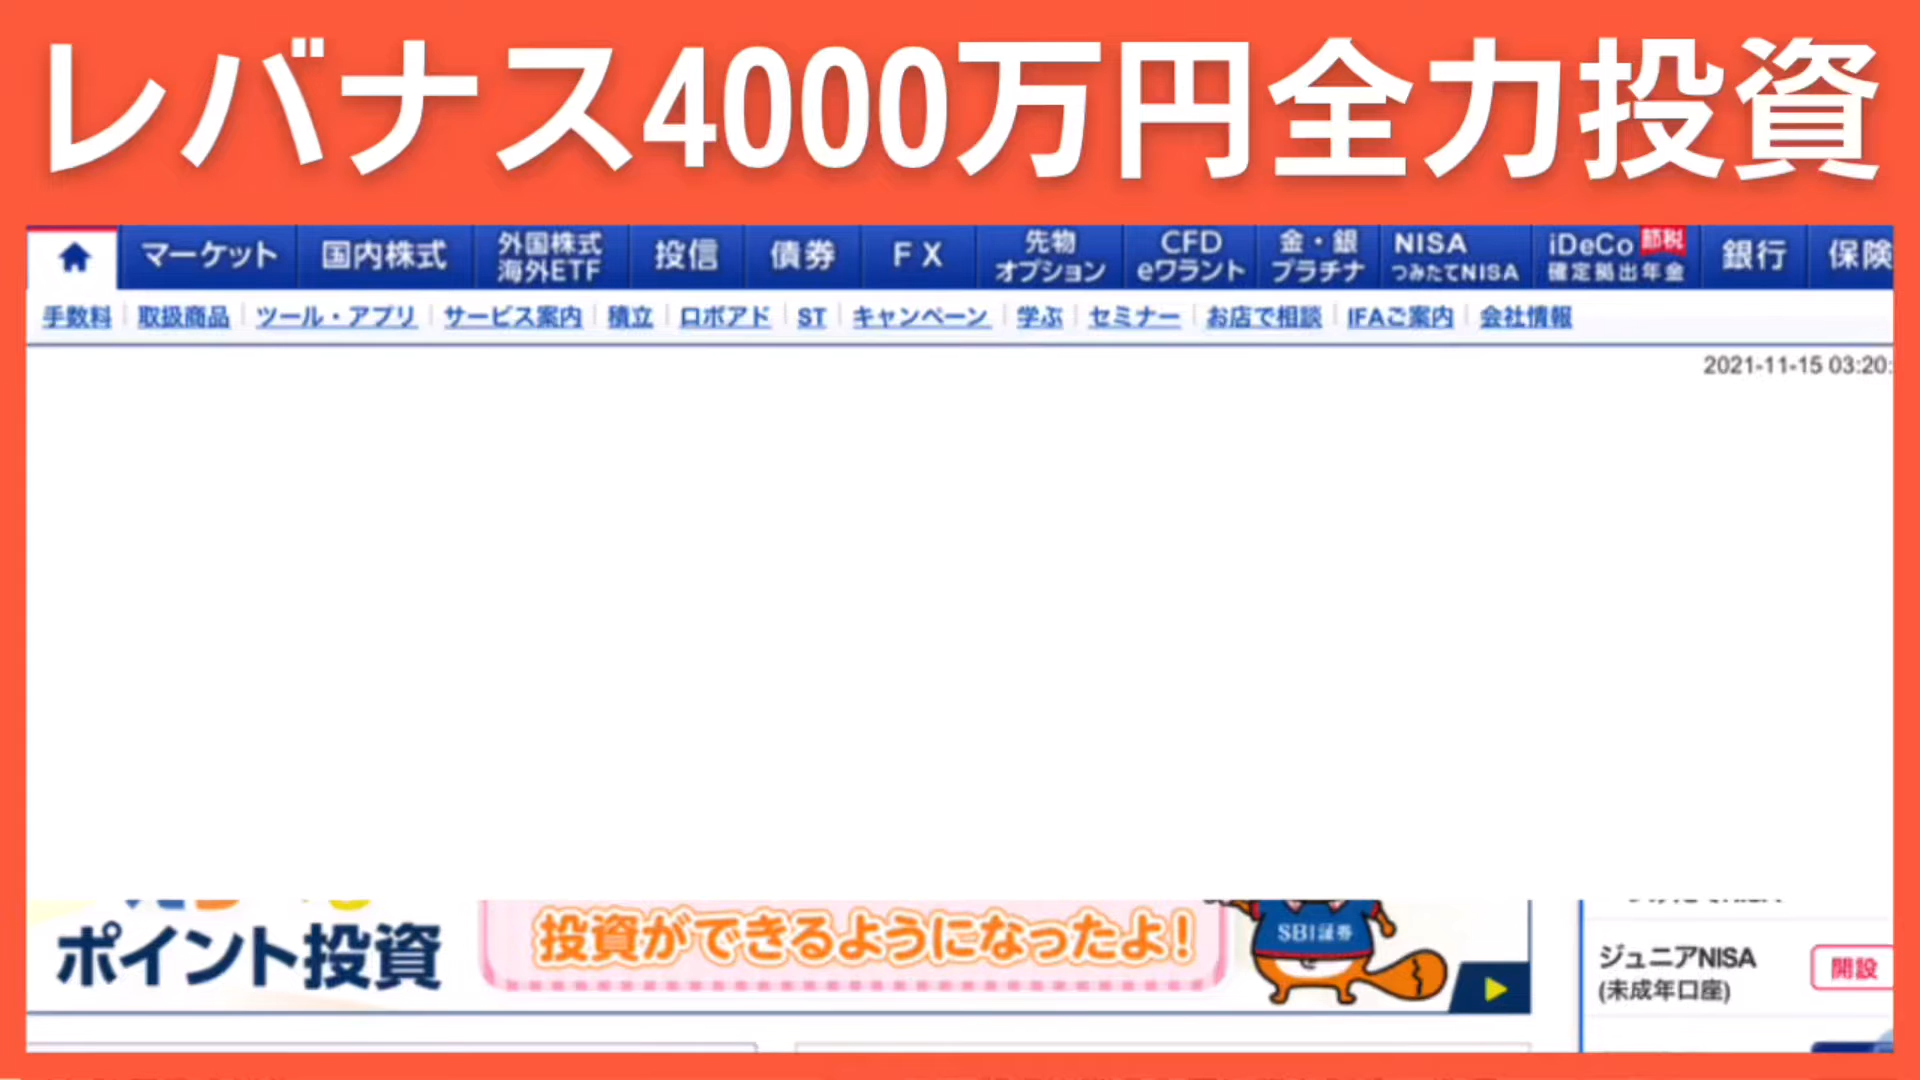 レバナス4000万円全力投資
マーケット 国内株式 外国株式 海外ETF 投信 債券 FX 先物 オプション CFD eワラント 金・銀 プラチナ NISA つみたてNISA iDeCo 節税 確定拠出年金 銀行 保険
手数料 取扱商品 ツール・アプリ サービス案内 積立 ロボアド ST キャンペーン 学ぶ セミナー お店で相談 IFAご案内 会社情報
2021-11-15 03:20:
ポイント投資
投資ができるようになったよ!
SBI証券
ジュニアNISA
(未成年口座)
開設